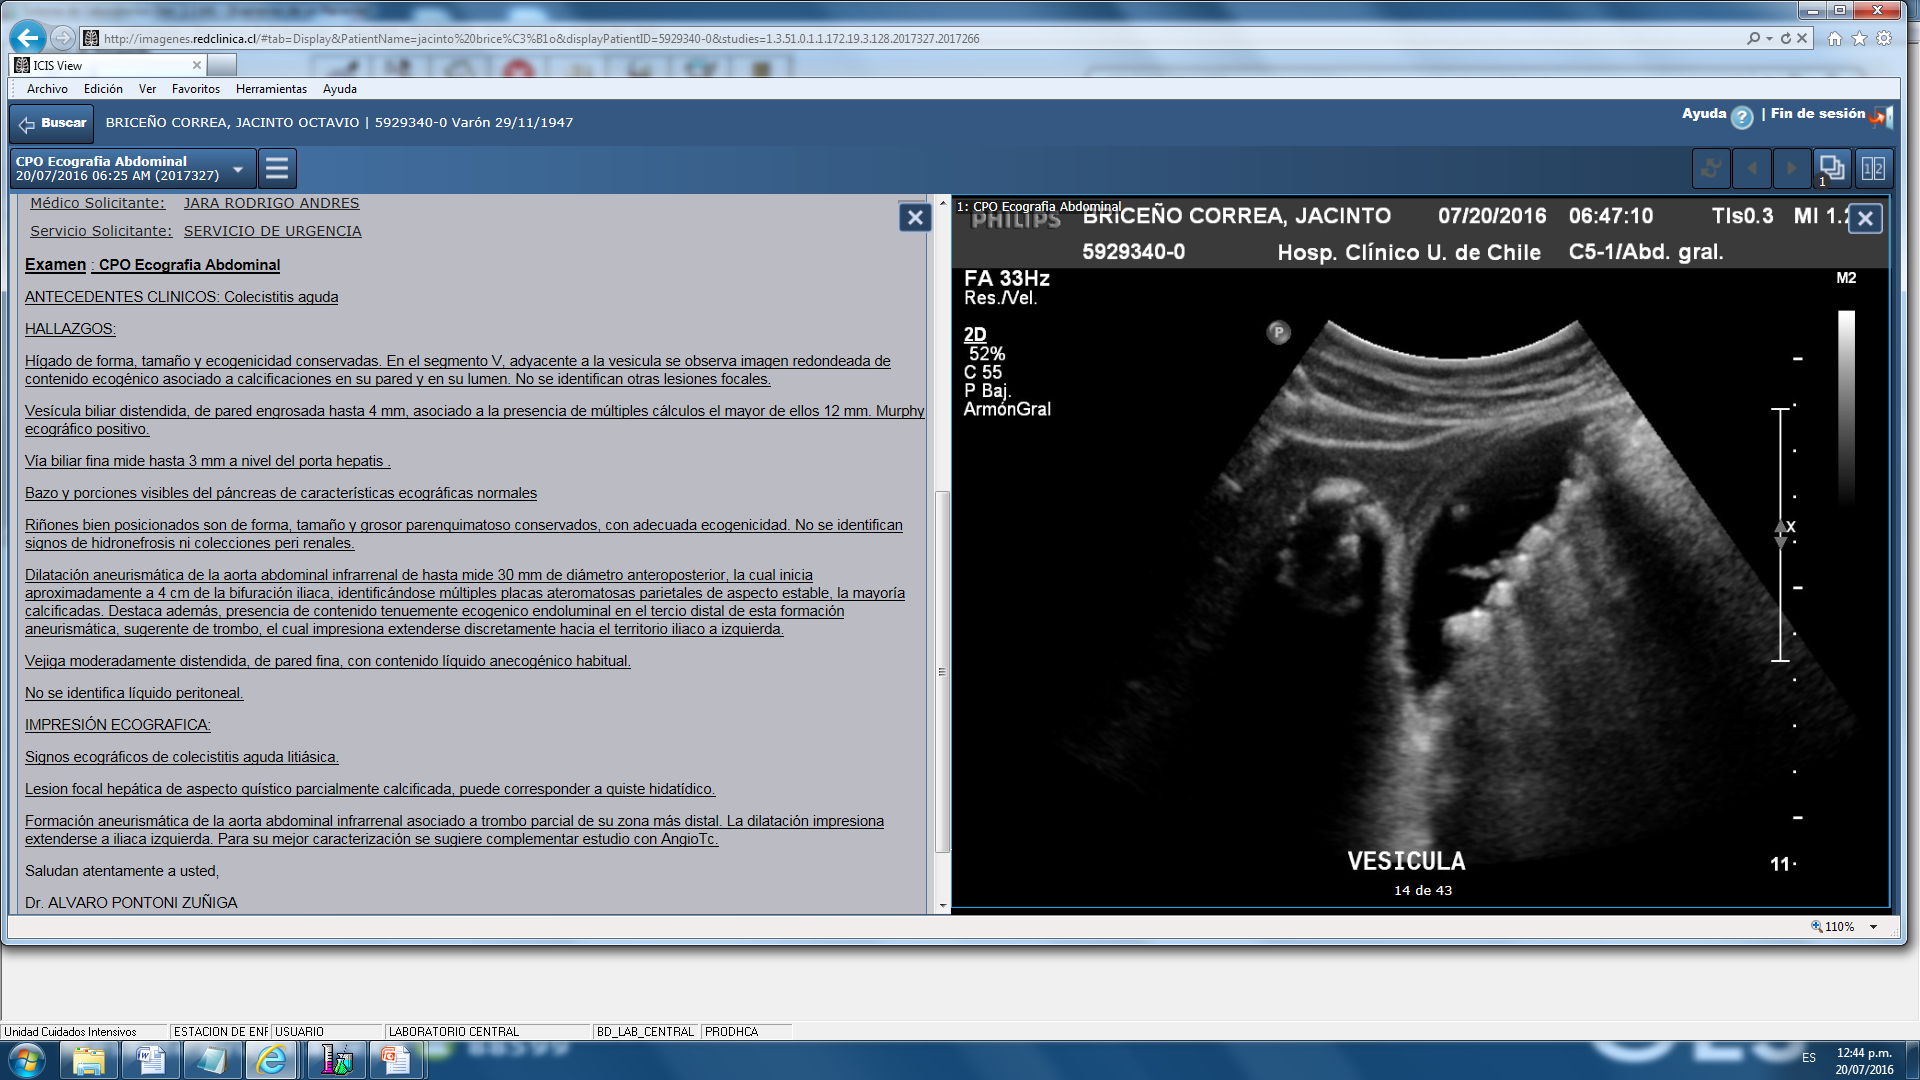 http://imagenes.redclinica.cl/#tab=Display&PatientName=jacinto%20brice%C3%B1o&displayPatientID=5929340-0&studies=1.3.51.0.1.1.172.19.3.128.2017327.2017266
ICIS View
Archivo Edición Ver Favoritos Herramientas Ayuda
Buscar
BRICEÑO CORREA, JACINTO OCTAVIO | 5929340-0 Varón 29/11/1947
Ayuda ? | Fin de sesión
CPO Ecografia Abdominal
20/07/2016 06:25 AM (2017327)
1
12
Médico Solicitante: JARA RODRIGO ANDRES
Servicio Solicitante: SERVICIO DE URGENCIA
Examen : CPO Ecografia Abdominal
ANTECEDENTES CLINICOS: Colecistitis aguda
HALLAZGOS:
Hígado de forma, tamaño y ecogenicidad conservadas. En el segmento V, adyacente a la vesicula se observa imagen redondeada de
contenido ecogénico asociado a calcificaciones en su pared y en su lumen. No se identifican otras lesiones focales.
Vesícula biliar distendida, de pared engrosada hasta 4 mm, asociado a la presencia de múltiples cálculos el mayor de ellos 12 mm. Murphy
ecográfico positivo.
Vía biliar fina mide hasta 3 mm a nivel del porta hepatis .
Bazo y porciones visibles del páncreas de características ecográficas normales
Riñones bien posicionados son de forma, tamaño y grosor parenquimatoso conservados, con adecuada ecogenicidad. No se identifican
signos de hidronefrosis ni colecciones peri renales.
Dilatación aneurismática de la aorta abdominal infrarrenal de hasta mide 30 mm de diámetro anteroposterior, la cual inicia
aproximadamente a 4 cm de la bifuración iliaca, identificándose múltiples placas ateromatosas parietales de aspecto estable, la mayoría
calcificadas. Destaca además, presencia de contenido tenuemente ecogenico endoluminal en el tercio distal de esta formación
aneurismática, sugerente de trombo, el cual impresiona extenderse discretamente hacia el territorio iliaco a izquierda.
Vejiga moderadamente distendida, de pared fina, con contenido líquido anecogénico habitual.
No se identifica líquido peritoneal.
IMPRESIÓN ECOGRAFICA:
Signos ecográficos de colecistitis aguda litiásica.
Lesion focal hepática de aspecto quístico parcialmente calcificada, puede corresponder a quiste hidatídico.
Formación aneurismática de la aorta abdominal infrarrenal asociado a trombo parcial de su zona más distal. La dilatación impresiona
extenderse a iliaca izquierda. Para su mejor caracterización se sugiere complementar estudio con AngioTc.
Saludan atentamente a usted,
Dr. ALVARO PONTONI ZUÑIGA
1: CPO Ecografia Abdominal
PHILIPS BRICEÑO CORREA, JACINTO 07/20/2016 06:47:10 TIs0.3 MI 1.2
5929340-0 Hosp. Clínico U. de Chile C5-1/Abd. gral.
FA 33Hz
Res./Vel.
M2
2D
52%
C 55
P Baj.
ArmónGral
P
X
VESICULA
11
14 de 43
110%
Unidad Cuidados Intensivos ESTACION DE ENF USUARIO LABORATORIO CENTRAL BD_LAB_CENTRAL PRODHCA
ES
12:44 p.m.
20/07/2016